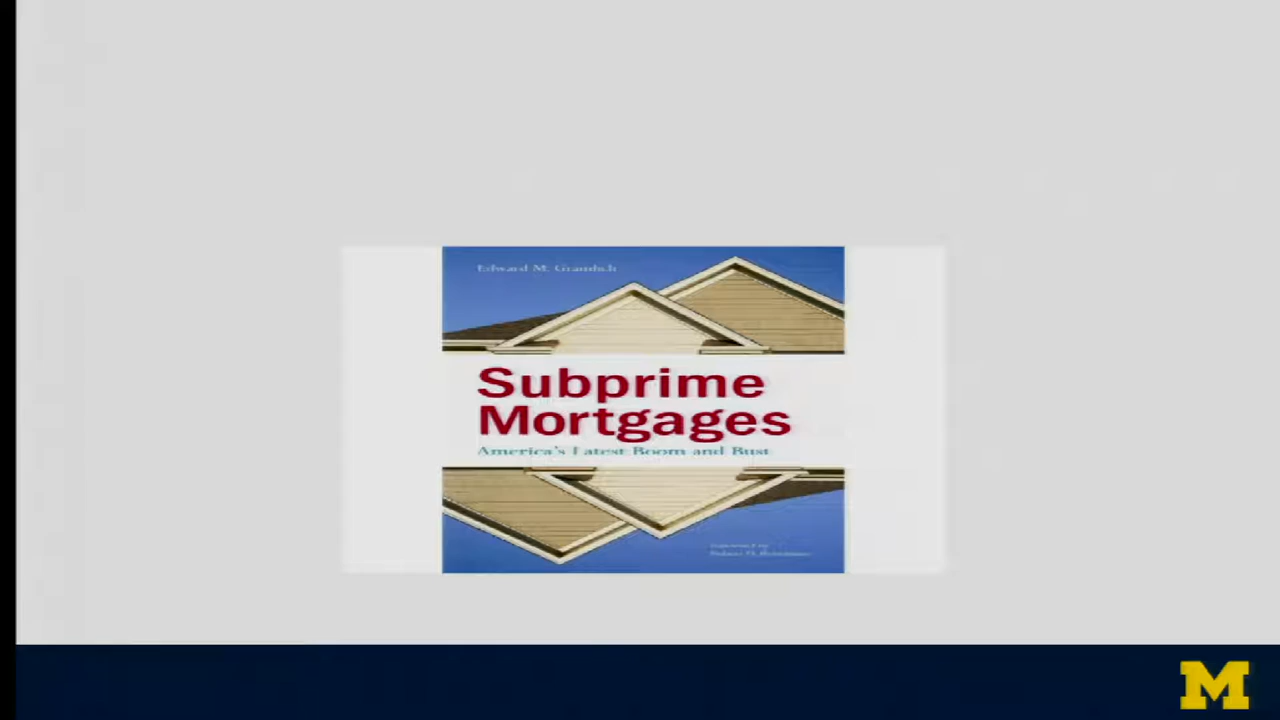 Edward M. Gramlich
Subprime
Mortgages
America's Latest Boom and Bust
M